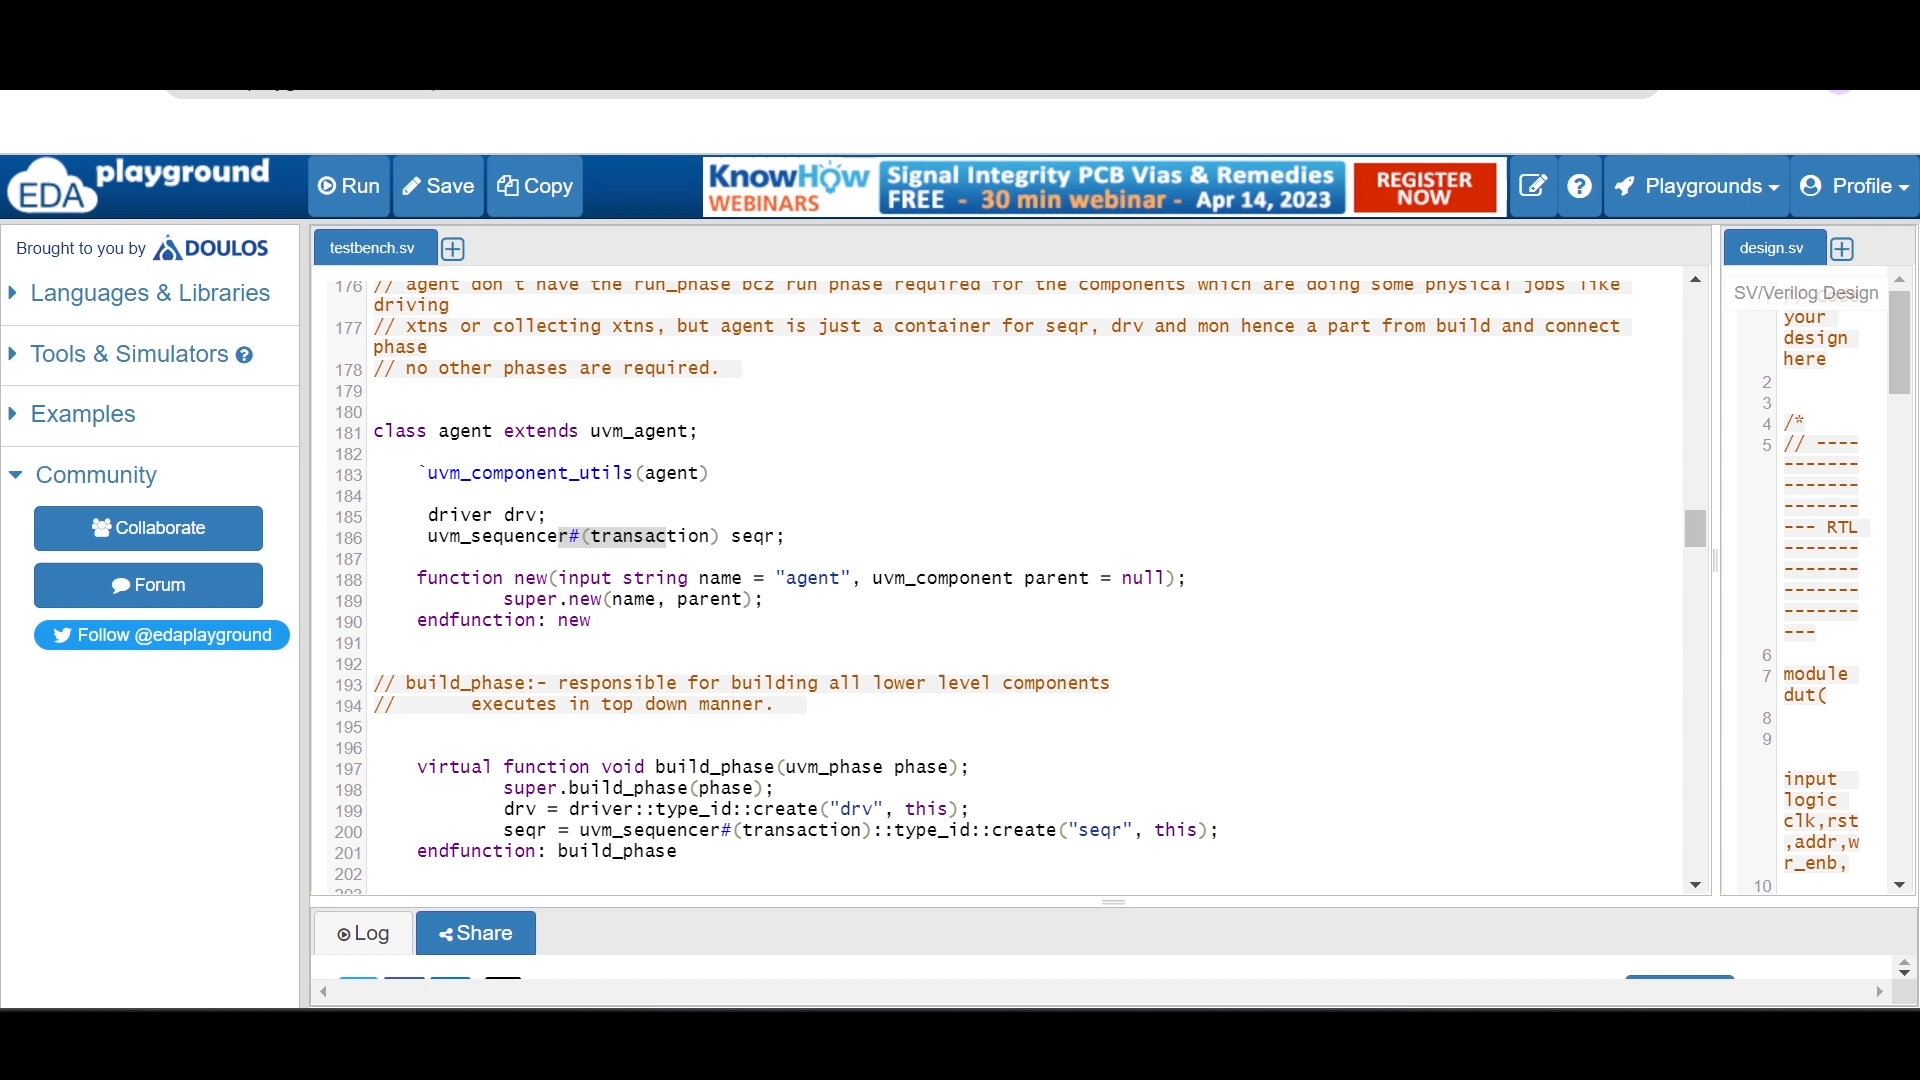 EDA playground
Run
Save
Copy
KnowHow
WEBINARS
Signal Integrity PCB Vias & Remedies
FREE - 30 min webinar - Apr 14, 2023
REGISTER
NOW
Playgrounds
Profile
Brought to you by DOULOS
Languages & Libraries
Tools & Simulators
Examples
Community
Collaborate
Forum
Follow @edaplayground
testbench.sv
176 // agent don't have the run_phase bcz run phase required for the components which are doing some physical jobs like
driving
177 // xtns or collecting xtns, but agent is just a container for seqr, drv and mon hence a part from build and connect
phase
178 // no other phases are required.
179
180
181 class agent extends uvm_agent;
182
183 `uvm_component_utils(agent)
184
185 driver drv;
186 uvm_sequencer#(transaction) seqr;
187
188 function new(input string name = "agent", uvm_component parent = null);
189 super.new(name, parent);
190 endfunction: new
191
192
193 // build_phase:- responsible for building all lower level components
194 // executes in top down manner.
195
196
197 virtual function void build_phase(uvm_phase phase);
198 super.build_phase(phase);
199 drv = driver::type_id::create("drv", this);
200 seqr = uvm_sequencer#(transaction)::type_id::create("seqr", this);
201 endfunction: build_phase
202
203
design.sv
SV/Verilog Design
your
design
here
2
3
4 /*
5 // ----
-------
-------
-------
--- RTL
-------
-------
-------
-------
---
6
7 module
dut(
8
9
input
logic
clk,rst
,addr,w
r_enb,
10
Log
Share